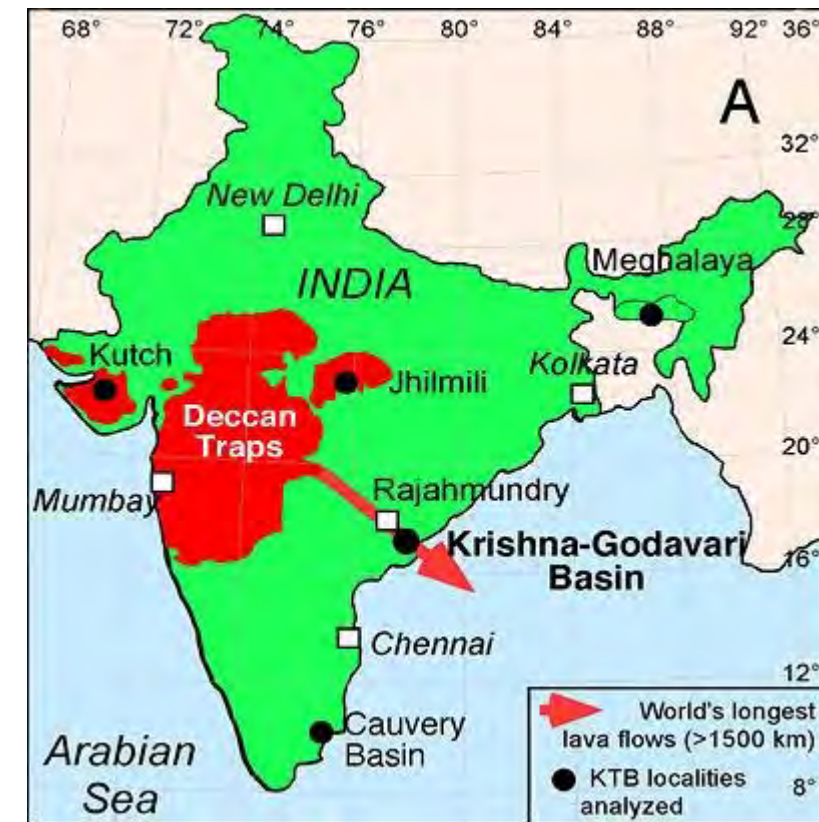 68° 72° 74° 76° 80° 84° 88° 92° 36°
A
32°
New Delhi
28°
INDIA
Meghalaya
24°
Kutch
Kolkata
Jhilmili
Deccan
Traps
20°
Mumbay
Rajahmundry
Krishna-Godavari
16°
Basin
Chennai
12°
World's longest
lava flows (>1500 km)
Cauvery
Basin
Arabian
Sea
KTB localities
8°
analyzed